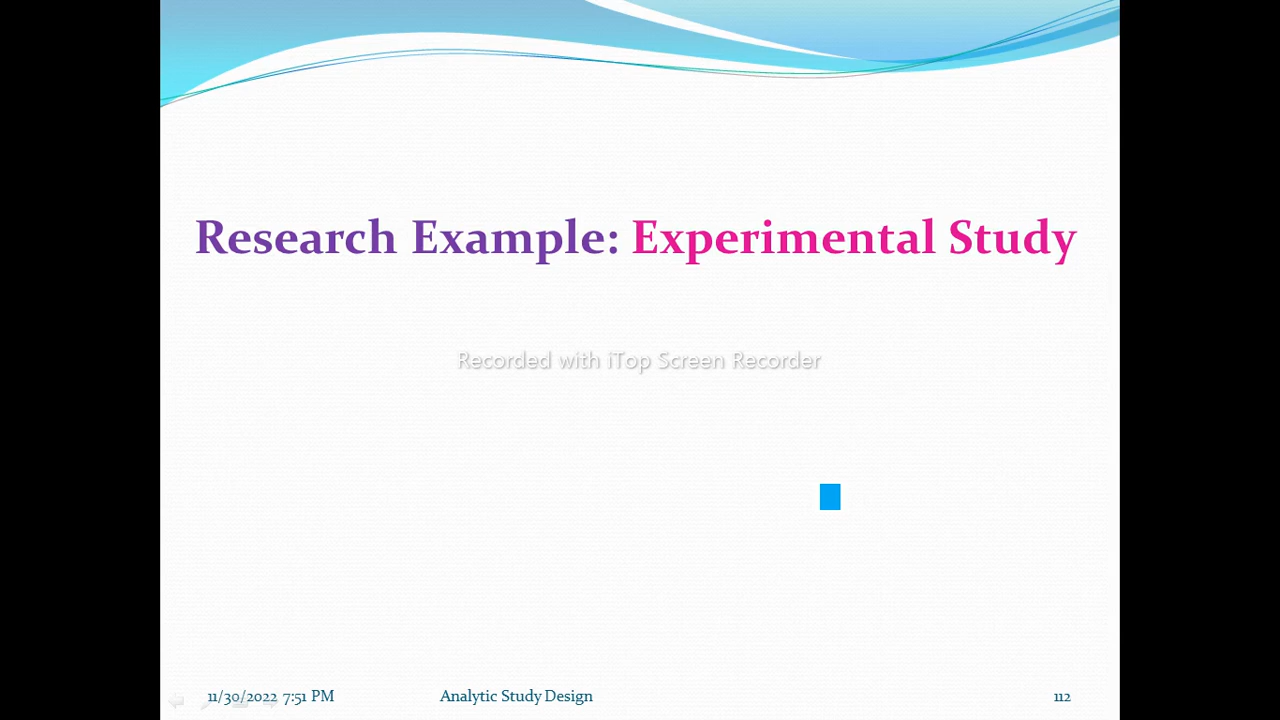 Research Example: Experimental Study
Recorded with iTop Screen Recorder
11/30/2022 7:51 PM
Analytic Study Design
112